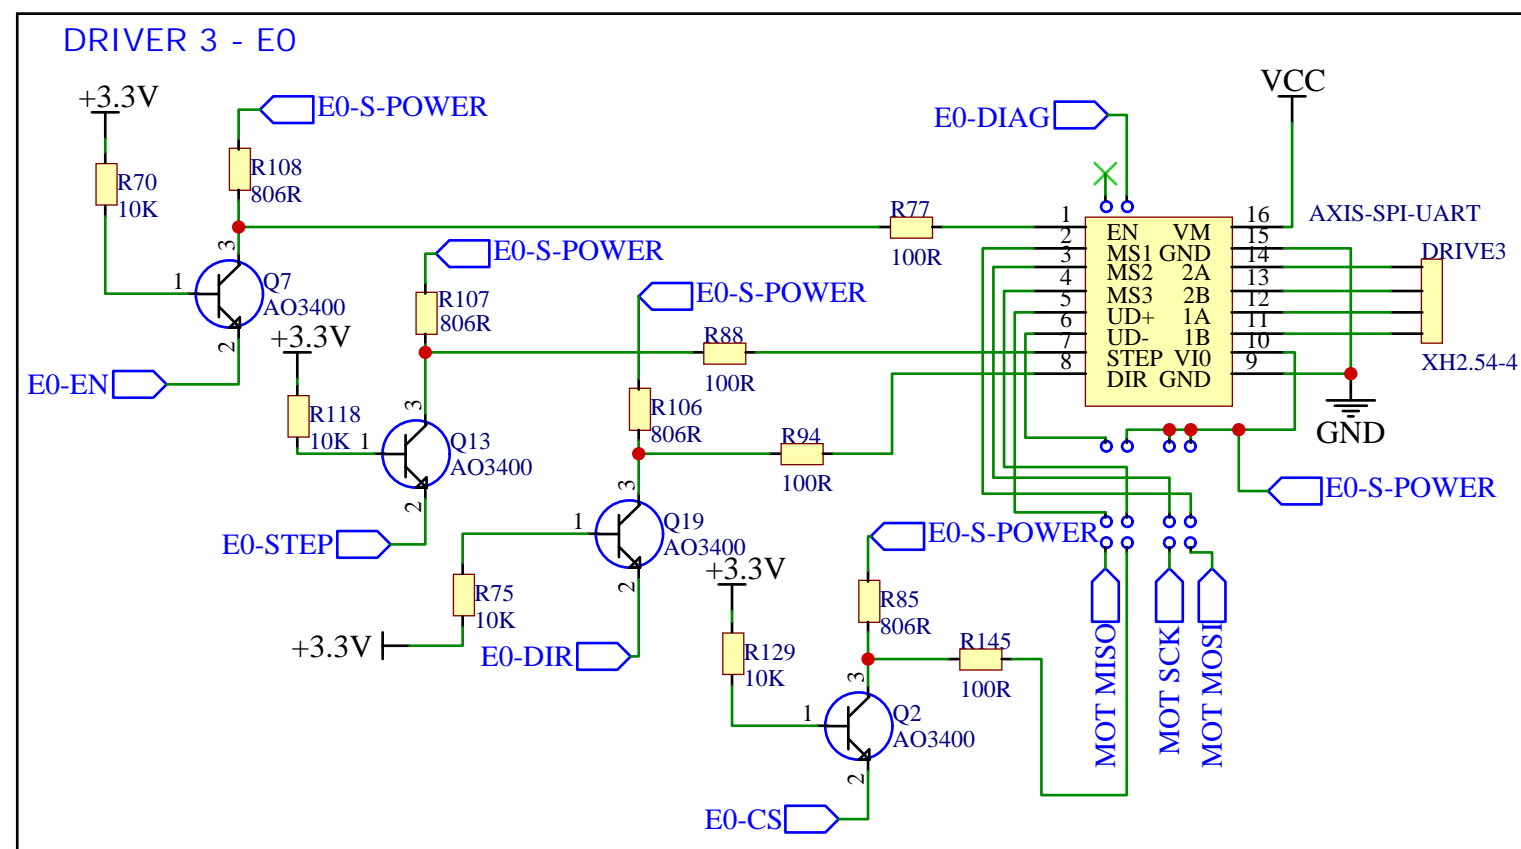 DRIVER 3 - E0
+3.3V
E0-S-POWER
R108
806R
R70
10K
3
1
Q7
AO3400
2
E0-EN
+3.3V
E0-S-POWER
R107
806R
R118
10K
3
1
Q13
AO3400
2
E0-STEP
E0-S-POWER
R106
806R
3
1
Q19
AO3400
2
R75
10K
+3.3V
E0-DIR
R77
100R
R88
100R
R94
100R
+3.3V
E0-S-POWER
R85
806R
R129
10K
R145
100R
3
1
Q2
AO3400
2
E0-CS
E0-DIAG
VCC
1
2
3
4
5
6
7
8
EN
MS1
MS2
MS3
UD+
UD-
STEP
DIR
VM
GND
2A
2B
1A
1B
VI0
GND
16
15
14
13
12
11
10
9
AXIS-SPI-UART
DRIVE3
XH2.54-4
GND
E0-S-POWER
MOT MISO
MOT SCK
MOT MOSI